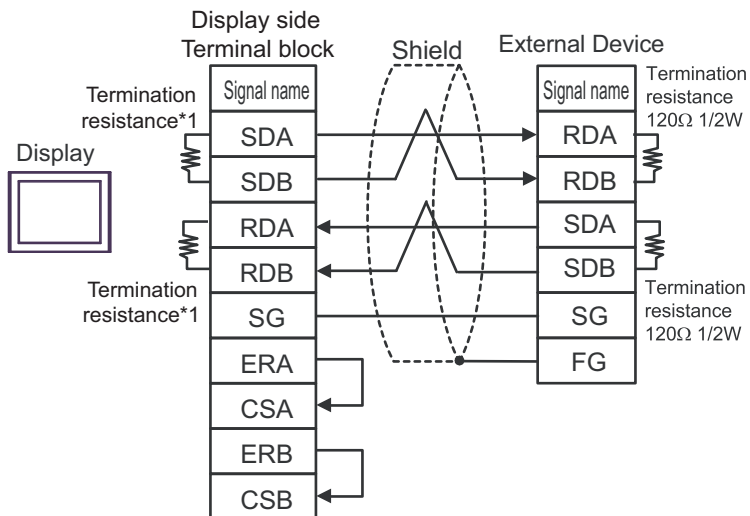 Display side
Terminal block
Shield
External Device
Termination
resistance*1
Signal name
Signal name
Termination
resistance
120Ω 1/2W
Display
SDA
RDA
SDB
RDB
RDA
SDA
RDB
SDB
Termination
resistance*1
Termination
resistance
120Ω 1/2W
SG
SG
ERA
FG
CSA
ERB
CSB